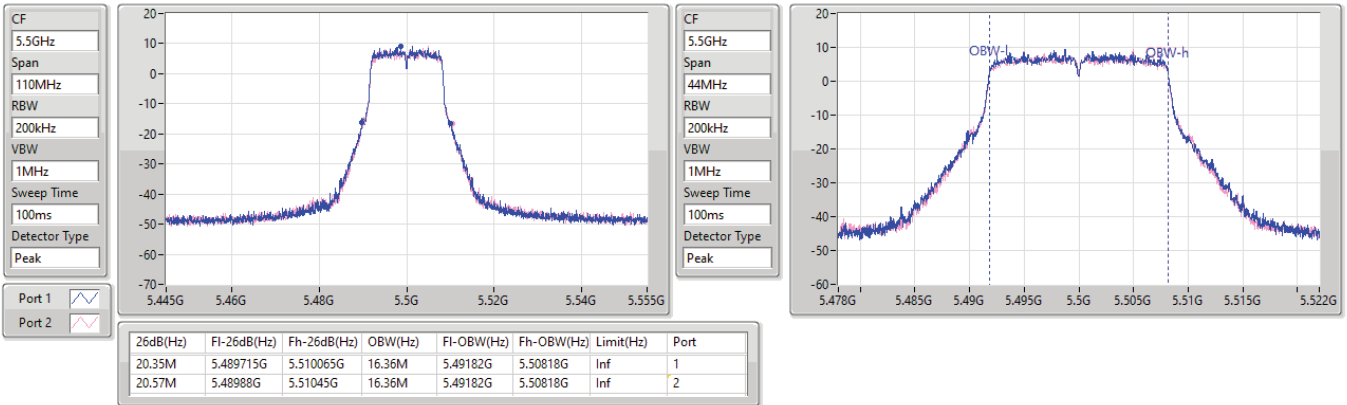 CF
5.5GHz
Span
110MHz
RBW
200kHz
VBW
1MHz
Sweep Time
100ms
Detector Type
Peak
Port 1
Port 2
20-
10-
0-
-10-
-20-
-30-
-40-
-50-
-60-
-70-
5.445G 5.46G 5.48G 5.5G 5.52G 5.54G 5.555G
CF
5.5GHz
Span
44MHz
RBW
200kHz
VBW
1MHz
Sweep Time
100ms
Detector Type
Peak
20-
10-
0-
-10-
-20-
-30-
-40-
-50-
-60-
OBW-l OBW-h
5.478G 5.485G 5.49G 5.495G 5.5G 5.505G 5.51G 5.515G 5.522G
26dB(Hz) Fl-26dB(Hz) Fh-26dB(Hz) OBW(Hz) Fl-OBW(Hz) Fh-OBW(Hz) Limit(Hz) Port
20.35M 5.489715G 5.510065G 16.36M 5.49182G 5.50818G Inf 1
20.57M 5.48988G 5.51045G 16.36M 5.49182G 5.50818G Inf 2